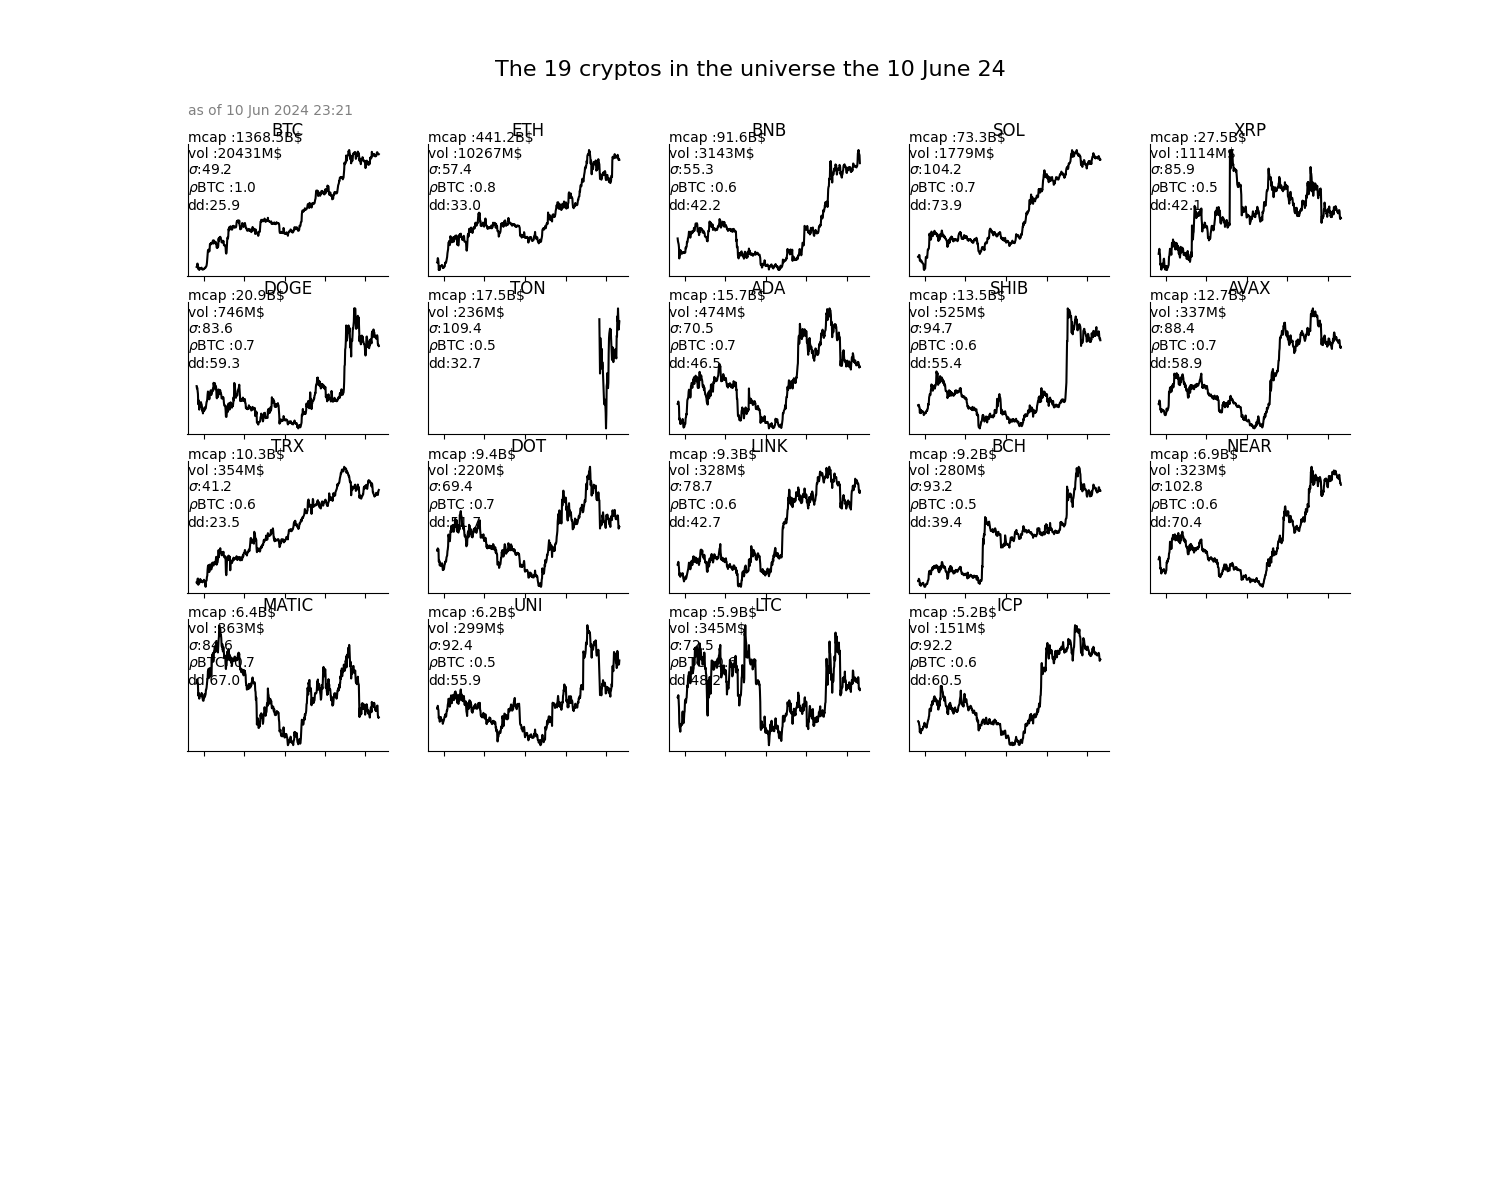 The 19 cryptos in the universe the 10 June 24
as of 10 Jun 2024 23:21
BTC
mcap :1368.5B$
vol :20431M$
σ:49.2
ρBTC :1.0
dd:25.9
ETH
mcap :441.2B$
vol :10267M$
σ:57.4
ρBTC :0.8
dd:33.0
BNB
mcap :91.6B$
vol :3143M$
σ:55.3
ρBTC :0.6
dd:42.2
SOL
mcap :73.3B$
vol :1779M$
σ:104.2
ρBTC :0.7
dd:73.9
XRP
mcap :27.5B$
vol :1114M$
σ:85.9
ρBTC :0.5
dd:42.1
DOGE
mcap :20.9B$
vol :746M$
σ:83.6
ρBTC :0.7
dd:59.3
TON
mcap :17.5B$
vol :236M$
σ:109.4
ρBTC :0.5
dd:32.7
ADA
mcap :15.7B$
vol :474M$
σ:70.5
ρBTC :0.7
dd:46.5
SHIB
mcap :13.5B$
vol :525M$
σ:94.7
ρBTC :0.6
dd:55.4
AVAX
mcap :12.7B$
vol :337M$
σ:88.4
ρBTC :0.7
dd:58.9
TRX
mcap :10.3B$
vol :354M$
σ:41.2
ρBTC :0.6
dd:23.5
DOT
mcap :9.4B$
vol :220M$
σ:69.4
ρBTC :0.7
LINK
mcap :9.3B$
vol :328M$
σ:78.7
ρBTC :0.6
dd:42.7
BCH
mcap :9.2B$
vol :280M$
σ:93.2
ρBTC :0.5
dd:39.4
NEAR
mcap :6.9B$
vol :323M$
σ:102.8
ρBTC :0.6
dd:70.4
MATIC
mcap :6.4B$
vol :363M$
σ:84.6
ρBTC :0.7
dd:67.0
UNI
mcap :6.2B$
vol :299M$
σ:92.4
ρBTC :0.5
dd:55.9
LTC
mcap :5.9B$
vol :345M$
σ:72.5
ρBTC
dd:48.2
ICP
mcap :5.2B$
vol :151M$
σ:92.2
ρBTC :0.6
dd:60.5